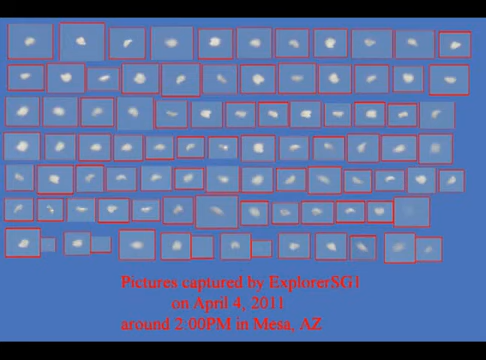 Pictures captured by ExplorerSG1
on April 4, 2011
around 2:00PM in Mesa, AZ